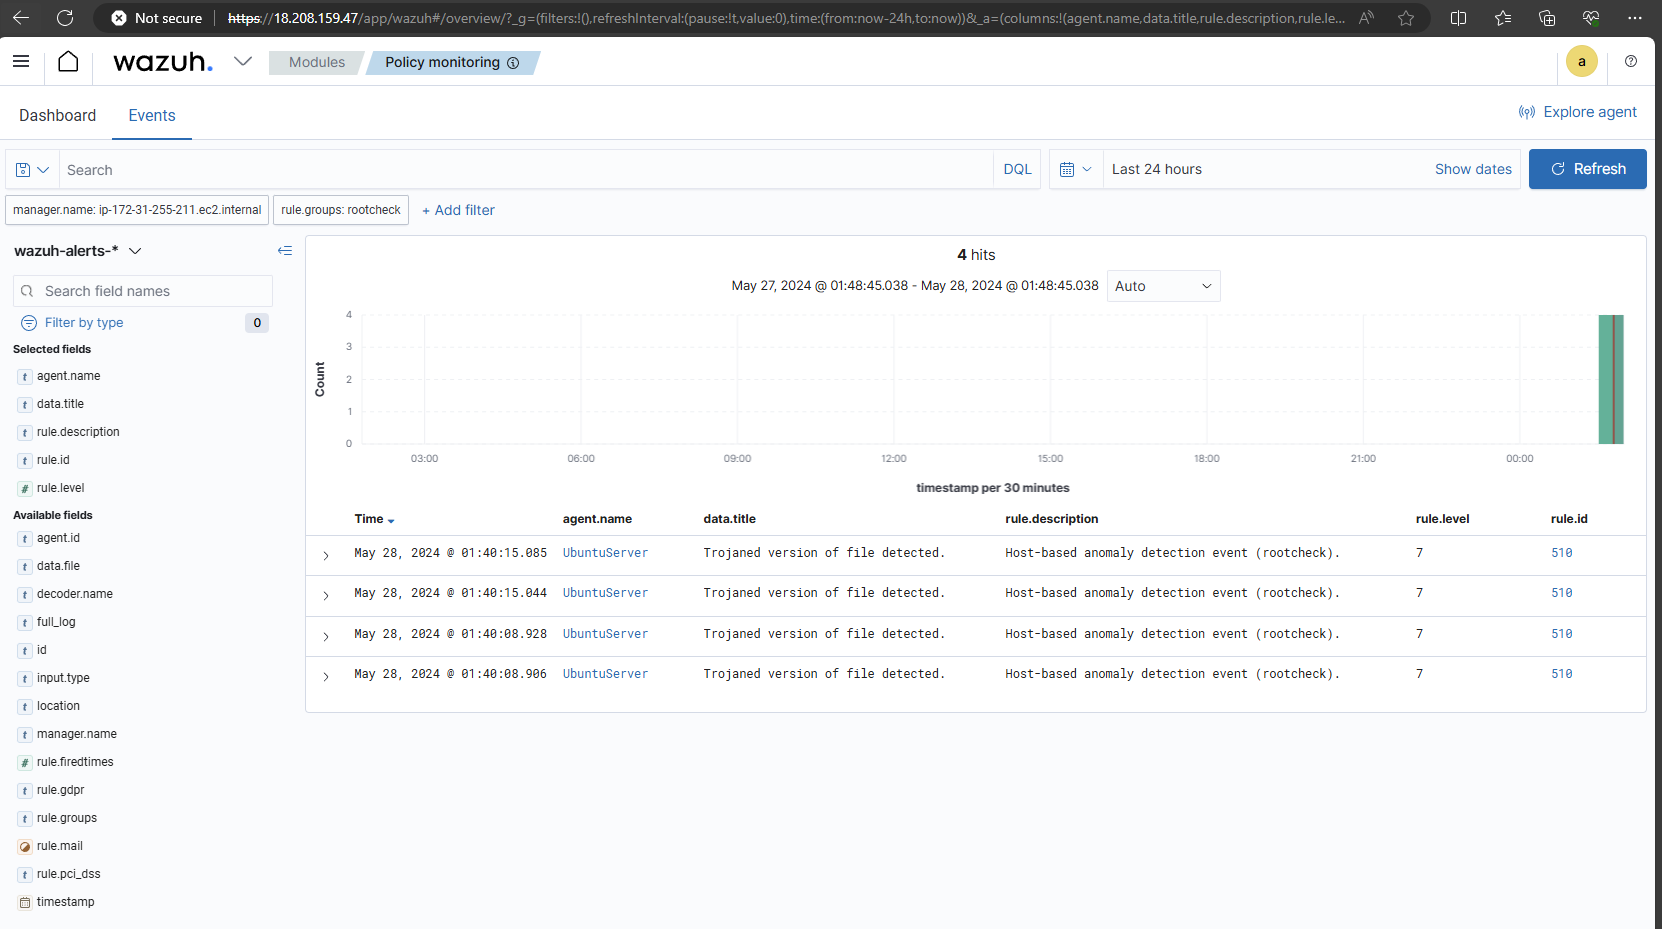 Not secure https://18.208.159.47/app/wazuh#/overview/?_g=(filters:!(),refreshInterval:(pause:!t,value:0),time:(from:now-24h,to:now))&_a=(columns:!(agent.name,data.title,rule.description,rule.le...
wazuh. Modules Policy monitoring a
Dashboard Events Explore agent
Search DQL Last 24 hours Show dates Refresh
manager.name: ip-172-31-255-211.ec2.internal rule.groups: rootcheck + Add filter
wazuh-alerts-*
Search field names
Filter by type 0
Selected fields
t agent.name
t data.title
t rule.description
t rule.id
# rule.level
Available fields
t agent.id
t data.file
t decoder.name
t full_log
t id
t input.type
t location
t manager.name
# rule.firedtimes
t rule.gdpr
t rule.groups
rule.mail
t rule.pci_dss
timestamp
4 hits
May 27, 2024 @ 01:48:45.038 - May 28, 2024 @ 01:48:45.038 Auto
Count
4
3
2
1
0
03:00 06:00 09:00 12:00 15:00 18:00 21:00 00:00
timestamp per 30 minutes
Time agent.name data.title rule.description rule.level rule.id
May 28, 2024 @ 01:40:15.085 UbuntuServer Trojaned version of file detected. Host-based anomaly detection event (rootcheck). 7 510
May 28, 2024 @ 01:40:15.044 UbuntuServer Trojaned version of file detected. Host-based anomaly detection event (rootcheck). 7 510
May 28, 2024 @ 01:40:08.928 UbuntuServer Trojaned version of file detected. Host-based anomaly detection event (rootcheck). 7 510
May 28, 2024 @ 01:40:08.906 UbuntuServer Trojaned version of file detected. Host-based anomaly detection event (rootcheck). 7 510